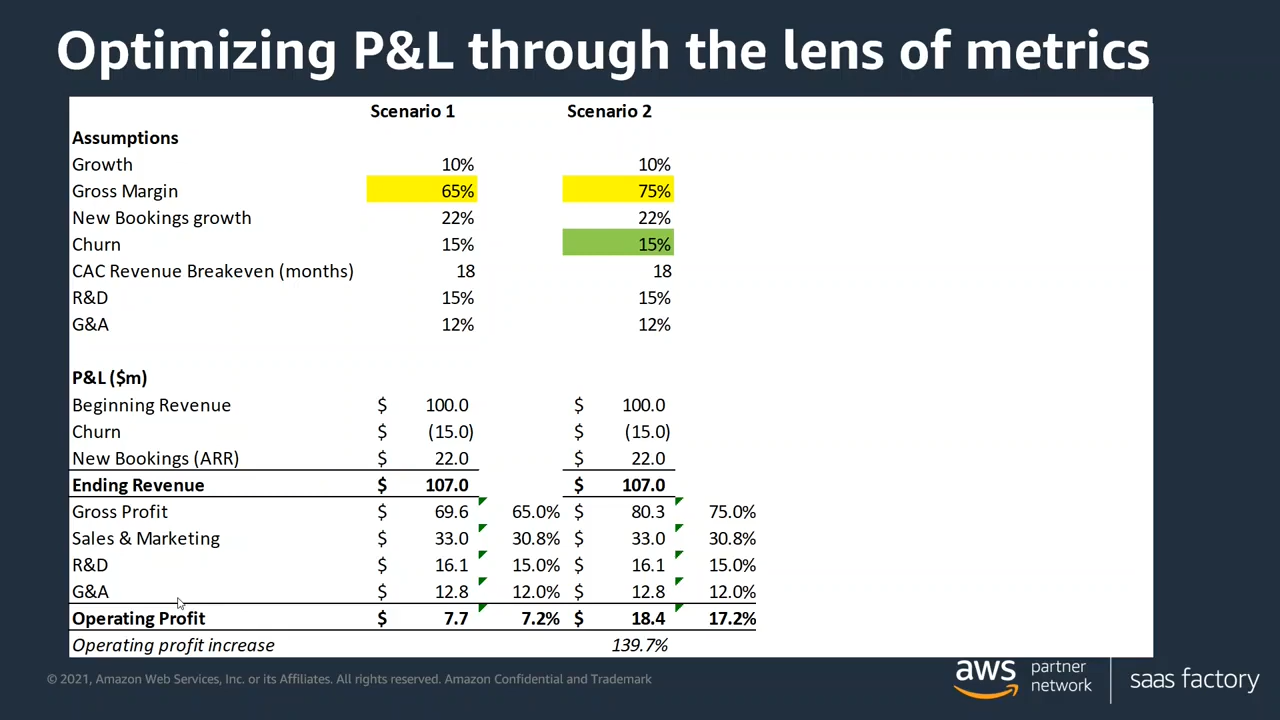 Optimizing P&L through the lens of metrics
Scenario 1 Scenario 2
Assumptions
Growth 10% 10%
Gross Margin 65% 75%
New Bookings growth 22% 22%
Churn 15% 15%
CAC Revenue Breakeven (months) 18 18
R&D 15% 15%
G&A 12% 12%
P&L ($m)
Beginning Revenue $ 100.0 $ 100.0
Churn $ (15.0) $ (15.0)
New Bookings (ARR) $ 22.0 $ 22.0
Ending Revenue $ 107.0 $ 107.0
Gross Profit $ 69.6 65.0% $ 80.3 75.0%
Sales & Marketing $ 33.0 30.8% $ 33.0 30.8%
R&D $ 16.1 15.0% $ 16.1 15.0%
G&A $ 12.8 12.0% $ 12.8 12.0%
Operating Profit $ 7.7 7.2% $ 18.4 17.2%
Operating profit increase 139.7%
© 2021, Amazon Web Services, Inc. or its Affiliates. All rights reserved. Amazon Confidential and Trademark
aws partner network saas factory